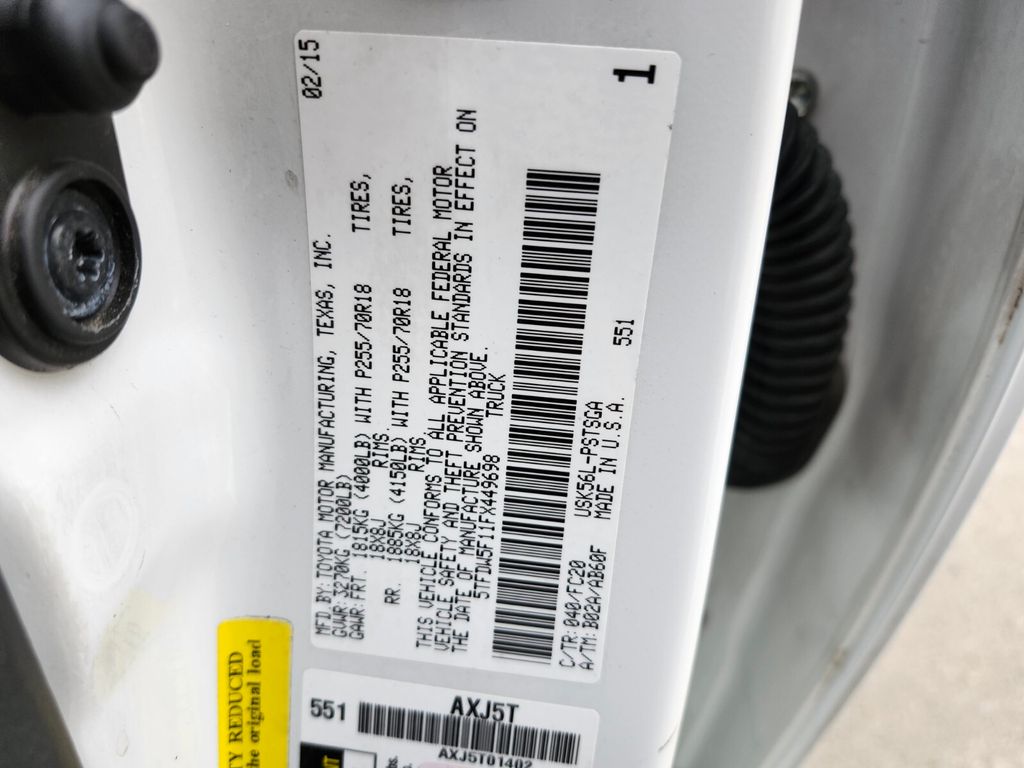 02/15
1
MFD.BY:TOYOTA MOTOR MANUFACTURING, TEXAS, INC.
GVWR: 3270KG (7200LB)
GAWR:FRT. 1815KG (4000LB) WITH P255/70R18 TIRES,
18X8J RIMS
RR. 1885KG (4150LB) WITH P255/70R18 TIRES,
18X8J RIMS
THIS VEHICLE CONFORMS TO ALL APPLICABLE FEDERAL MOTOR
VEHICLE SAFETY AND THEFT PREVENTION STANDARDS IN EFFECT ON
THE DATE OF MANUFACTURE SHOWN ABOVE.
5TFDW5F11FX449698 TRUCK
C/TR: 040/FC20 USK56L-PSTSGA 551
A/TM: B02A/AB60F MADE IN U.S.A.
TY REDUCED
he original load
551 AXJ5T
AXJ5T01402